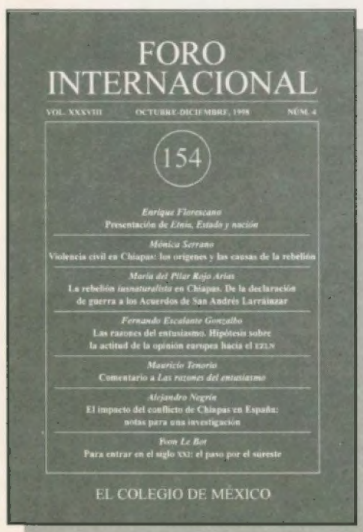 FORO
INTERNACIONAL
VOL. XXXVIII OCTUBRE-DICIEMBRE, 1998 NÚM. 4
154
Enrique Florescano
Presentación de Etnia, Estado y nación
Mónica Serrano
Violencia civil en Chiapas: los orígenes y las causas de la rebelión
María del Pilar Rojo Arias
La rebelión iusnaturalista en Chiapas. De la declaración
de guerra a los Acuerdos de San Andrés Larráinzar
Fernando Escalante Gonzalbo
Las razones del entusiasmo. Hipótesis sobre
la actitud de la opinión europea hacia el EZLN
Mauricio Tenorio
Comentario a Las razones del entusiasmo
Alejandro Negrín
El impacto del conflicto de Chiapas en España:
notas para una investigación
Yvon Le Bot
Para entrar en el siglo XXI: el paso por el sureste
EL COLEGIO DE MÉXICO